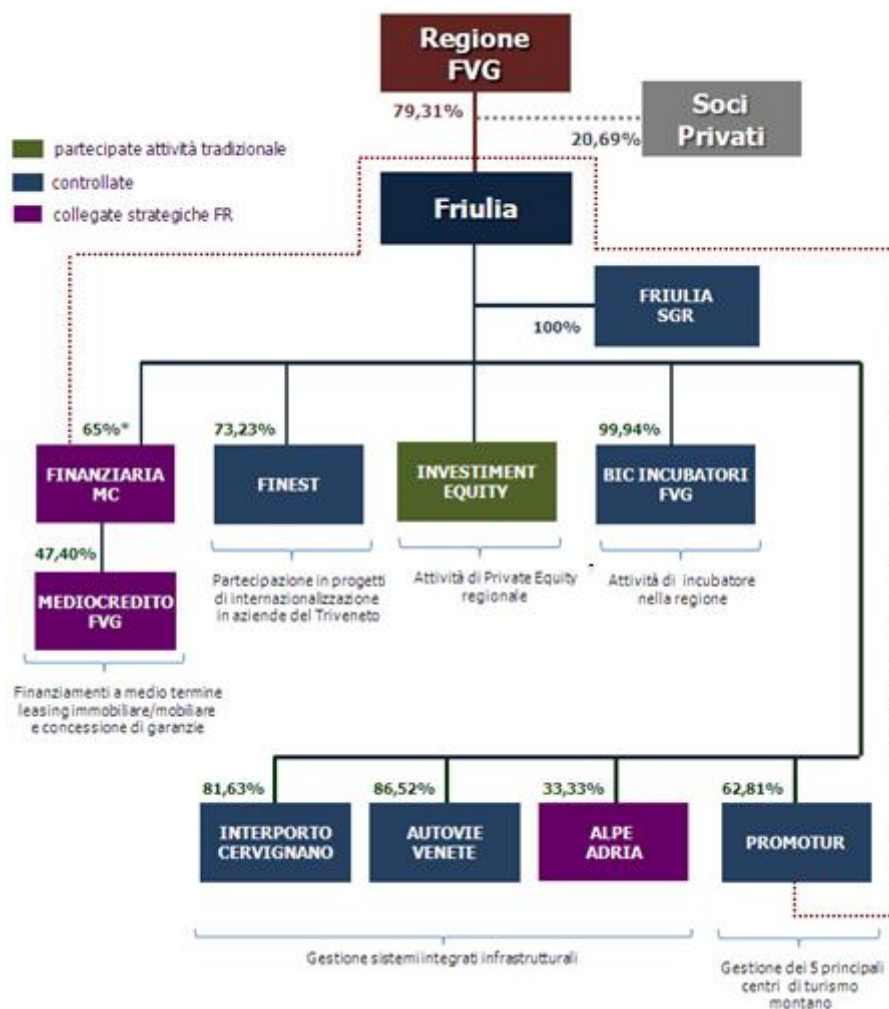 Regione
FVG
79,31%
Soci
Privati
20,69%
partecipate attività tradizionale
controllate
collegate strategiche FR
Friulia
FRIULIA
SGR
100%
65%*
73,23%
99,94%
FINANZIARIA
MC
FINEST
INVESTIMENT
EQUITY
BIC INCUBATORI
FVG
47,40%
MEDIOCREDITO
FVG
Partecipazione in progetti
di internazionalizzazione
in aziende del Triveneto
Attività di Private Equity
regionale
Attività di incubatore
nella regione
Finanziamenti a medio termine
leasing immobiliare/mobiliare
e concessione di garanzie
81,63%
86,52%
33,33%
62,81%
INTERPORTO
CERVIGNANO
AUTOVIE
VENETE
ALPE
ADRIA
PROMOTUR
Gestione sistemi integrati infrastrutturali
Gestione dei 5 principali
centri di turismo
montano